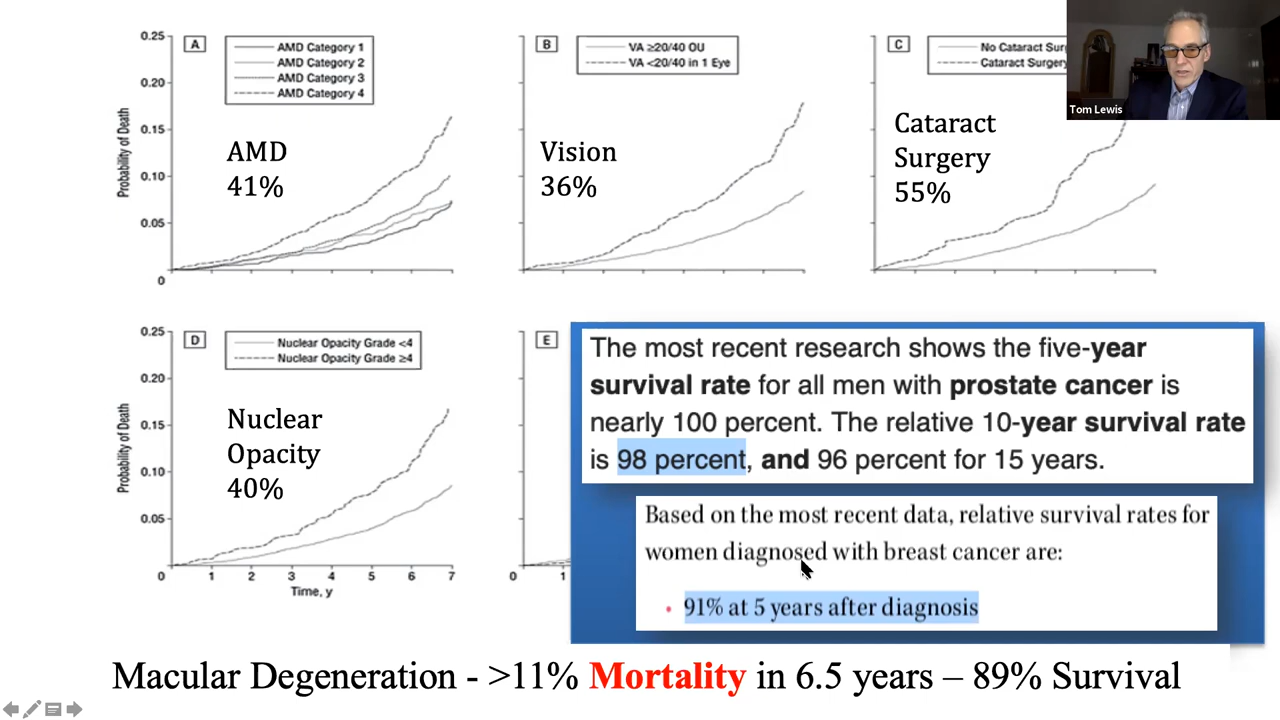 0.25
A
AMD Category 1
AMD Category 2
AMD Category 3
AMD Category 4
0.20
0.15
0.10
0.05
0
Probability of Death
AMD
41%
B
VA ≥20/40 OU
VA <20/40 in 1 Eye
Vision
36%
C
No Cataract Sur
Cataract Surgery
Cataract
Surgery
55%
Tom Lewis
0.25
D
Nuclear Opacity Grade <4
Nuclear Opacity Grade ≥4
0.20
0.15
0.10
0.05
0
Probability of Death
Nuclear
Opacity
40%
1 2 3 4 5 6 7
Time, y
E
0 1
The most recent research shows the five-year
survival rate for all men with prostate cancer is
nearly 100 percent. The relative 10-year survival rate
is 98 percent, and 96 percent for 15 years.
Based on the most recent data, relative survival rates for
women diagnosed with breast cancer are:
• 91% at 5 years after diagnosis
Macular Degeneration - >11% Mortality in 6.5 years – 89% Survival